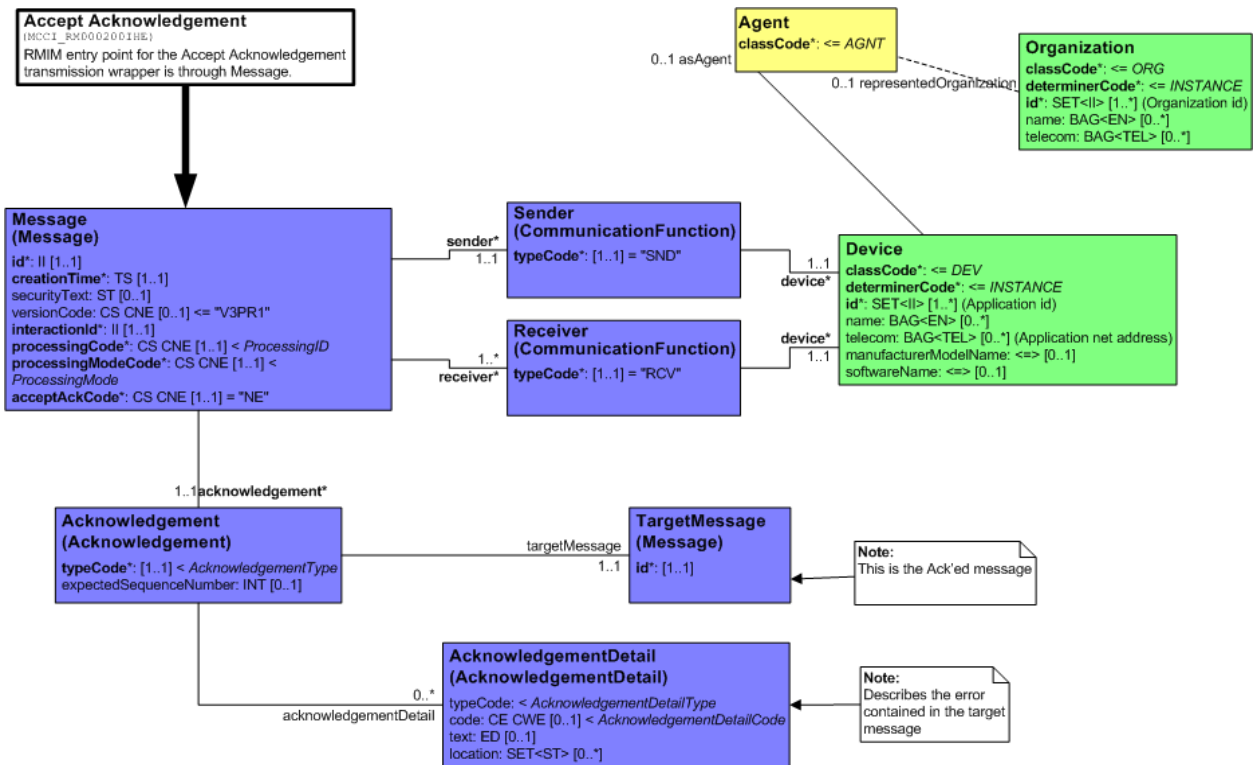 Accept Acknowledgement
(MCCI_RM000200IHE)
RMIM entry point for the Accept Acknowledgement
transmission wrapper is through Message.
Agent
classCode*: <= AGNT
0..1 asAgent
0..1 representedOrganization
Organization
classCode*: <= ORG
determinerCode*: <= INSTANCE
id*: SET<II> [1..*] (Organization id)
name: BAG<EN> [0..*]
telecom: BAG<TEL> [0..*]
Message
(Message)
id*: II [1..1]
creationTime*: TS [1..1]
securityText: ST [0..1]
versionCode: CS CNE [0..1] <= "V3PR1"
interactionId*: II [1..1]
processingCode*: CS CNE [1..1] < ProcessingID
processingModeCode*: CS CNE [1..1] <
ProcessingMode
acceptAckCode*: CS CNE [1..1] = "NE"
sender*
1..1
Sender
(CommunicationFunction)
typeCode*: [1..1] = "SND"
1..1
device*
1..*
receiver*
Receiver
(CommunicationFunction)
typeCode*: [1..1] = "RCV"
device*
1..1
Device
classCode*: <= DEV
determinerCode*: <= INSTANCE
id*: SET<II> [1..*] (Application id)
name: BAG<EN> [0..*]
telecom: BAG<TEL> [0..*] (Application net address)
manufacturerModelName: <=> [0..1]
softwareName: <=> [0..1]
1..1acknowledgement*
Acknowledgement
(Acknowledgement)
typeCode*: [1..1] < AcknowledgementType
expectedSequenceNumber: INT [0..1]
targetMessage
1..1
TargetMessage
(Message)
id*: [1..1]
Note:
This is the Ack'ed message
0..*
acknowledgementDetail
AcknowledgementDetail
(AcknowledgementDetail)
typeCode: < AcknowledgementDetailType
code: CE CWE [0..1] < AcknowledgementDetailCode
text: ED [0..1]
location: SET<ST> [0..*]
Note:
Describes the error
contained in the target
message